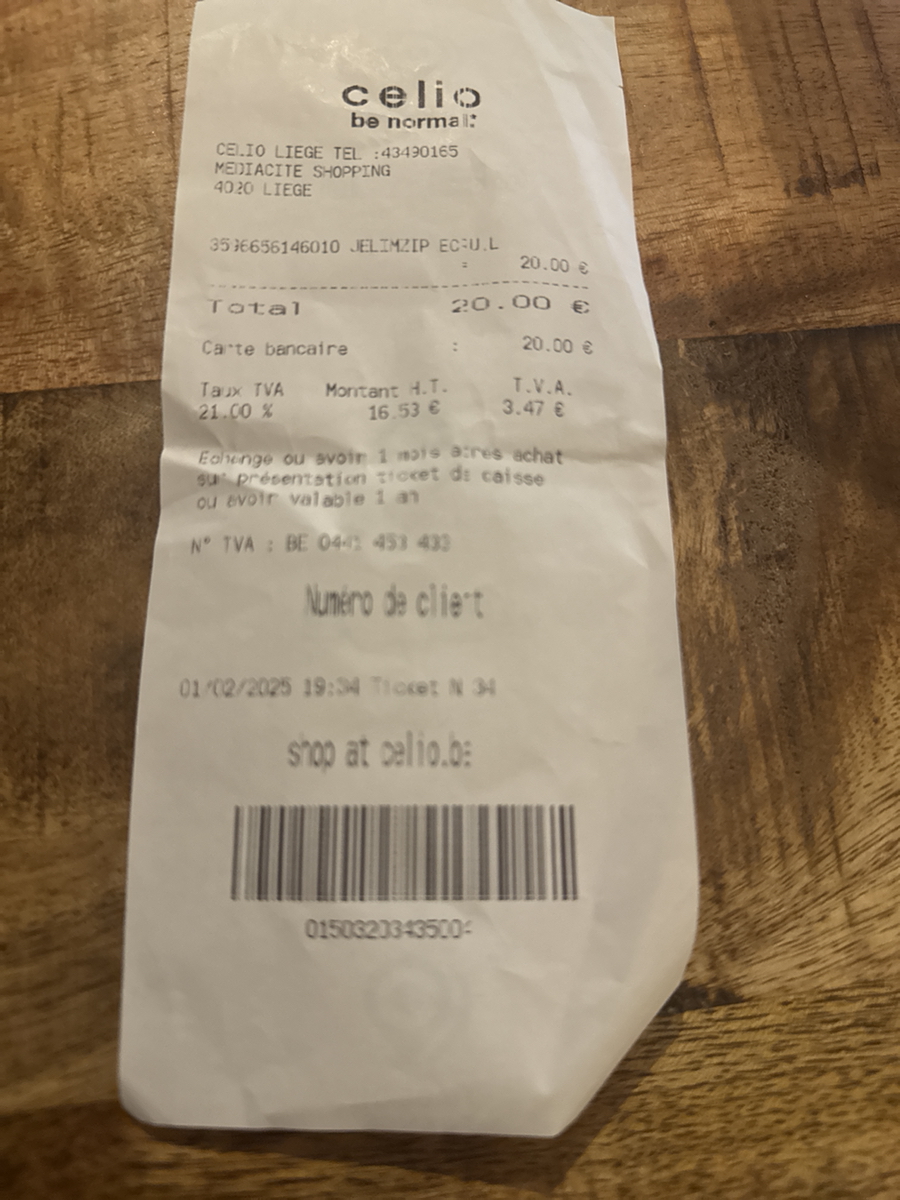 celio
be normal:
CELIO LIEGE TEL :43490165
MEDIACITE SHOPPING
4020 LIEGE
JELIMZIP
: 20.00 €
Total 20.00 €
Carte bancaire : 20.00 €
Taux TVA Montant H.T. T.V.A.
21.00 % 16.53 € 3.47 €
Echange ou avoir 1 mois apres achat
sur présentation ticket de caisse
ou avoir valable 1 an
N° TVA : BE 453 433
Numéro de client
01/02/2025 19:34 Ticket N 34
shop at celio.be